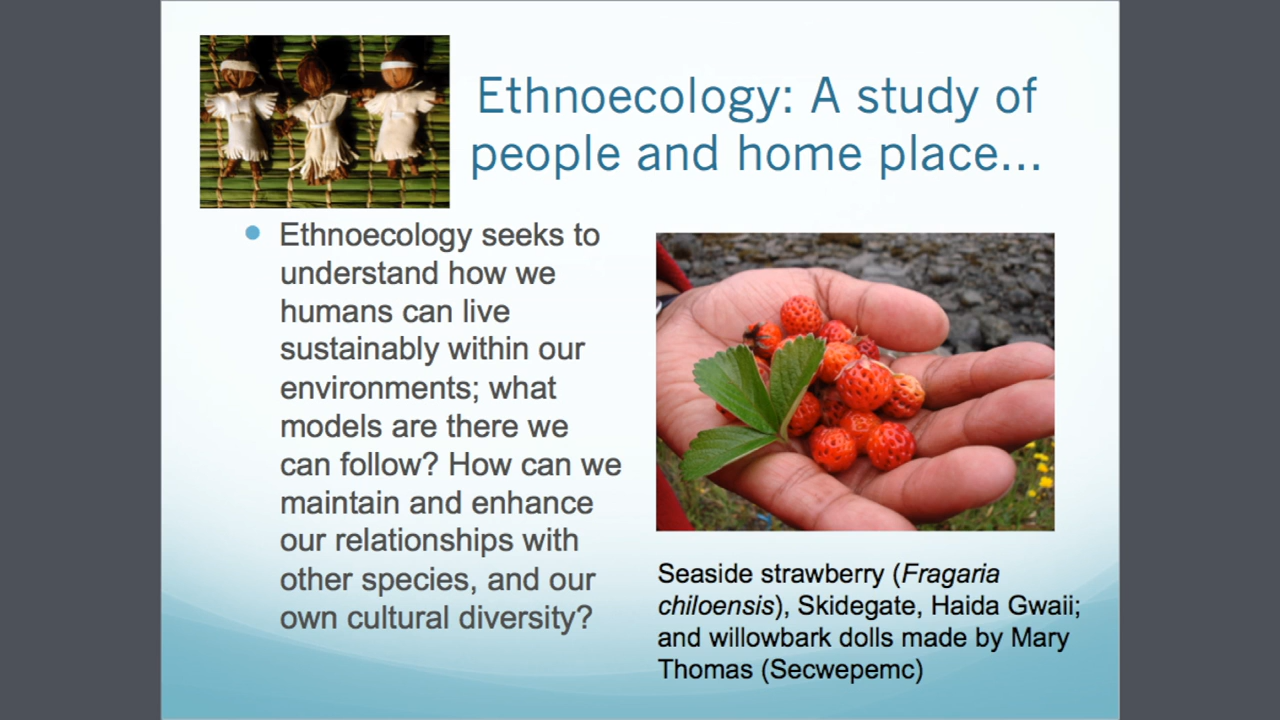 Ethnoecology: A study of
people and home place...
Ethnoecology seeks to
understand how we
humans can live
sustainably within our
environments; what
models are there we
can follow? How can we
maintain and enhance
our relationships with
other species, and our
own cultural diversity?
Seaside strawberry (Fragaria
chiloensis), Skidegate, Haida Gwaii;
and willowbark dolls made by Mary
Thomas (Secwepemc)